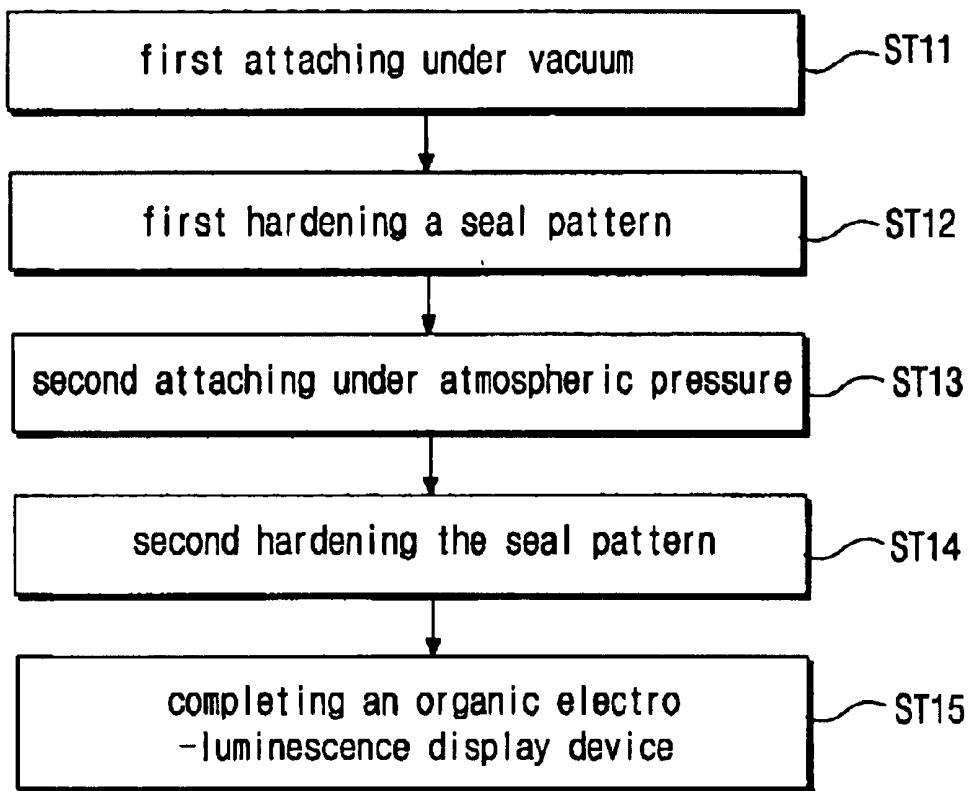 first attaching under vacuum
ST11
first hardening a seal pattern
ST12
second attaching under atmospheric pressure
ST13
second hardening the seal pattern
ST14
completing an organic electro
-luminescence display device
ST15